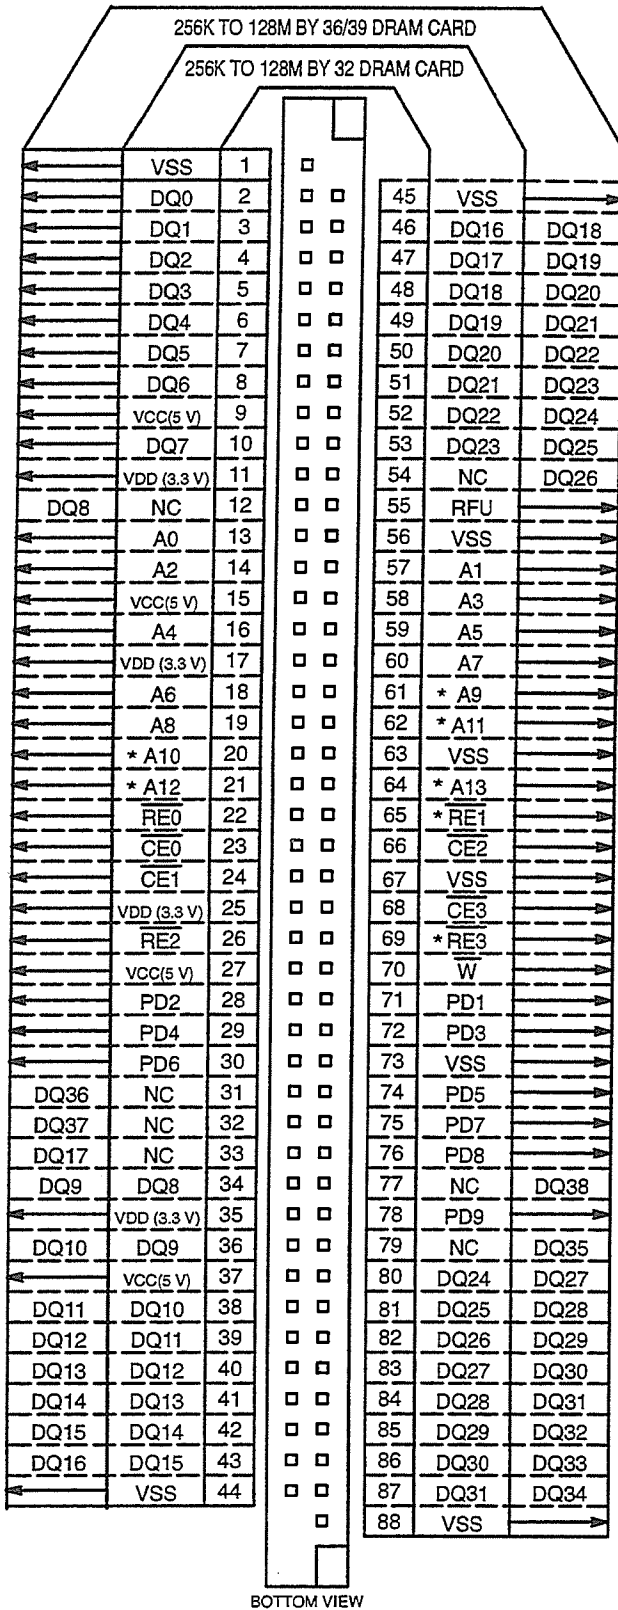 256K TO 128M BY 36/39 DRAM CARD
256K TO 128M BY 32 DRAM CARD
VSS 1
DQ0 2 45 VSS
DQ1 3 46 DQ16 DQ18
DQ2 4 47 DQ17 DQ19
DQ3 5 48 DQ18 DQ20
DQ4 6 49 DQ19 DQ21
DQ5 7 50 DQ20 DQ22
DQ6 8 51 DQ21 DQ23
VCC(5 V) 9 52 DQ22 DQ24
DQ7 10 53 DQ23 DQ25
VDD (3.3 V) 11 54 NC DQ26
DQ8 NC 12 55 RFU
A0 13 56 VSS
A2 14 57 A1
VCC(5 V) 15 58 A3
A4 16 59 A5
VDD (3.3 V) 17 60 A7
A6 18 61 * A9
A8 19 62 * A11
* A10 20 63 VSS
* A12 21 64 * A13
R̅E̅0̅ 22 65 * R̅E̅1̅
C̅E̅0̅ 23 66 C̅E̅2̅
C̅E̅1̅ 24 67 VSS
VDD (3.3 V) 25 68 C̅E̅3̅
R̅E̅2̅ 26 69 * R̅E̅3̅
VCC(5 V) 27 70 W̅
PD2 28 71 PD1
PD4 29 72 PD3
PD6 30 73 VSS
DQ36 NC 31 74 PD5
DQ37 NC 32 75 PD7
DQ17 NC 33 76 PD8
DQ9 DQ8 34 77 NC DQ38
VDD (3.3 V) 35 78 PD9
DQ10 DQ9 36 79 NC DQ35
VCC(5 V) 37 80 DQ24 DQ27
DQ11 DQ10 38 81 DQ25 DQ28
DQ12 DQ11 39 82 DQ26 DQ29
DQ13 DQ12 40 83 DQ27 DQ30
DQ14 DQ13 41 84 DQ28 DQ31
DQ15 DQ14 42 85 DQ29 DQ32
DQ16 DQ15 43 86 DQ30 DQ33
VSS 44 87 DQ31 DQ34
88 VSS
BOTTOM VIEW